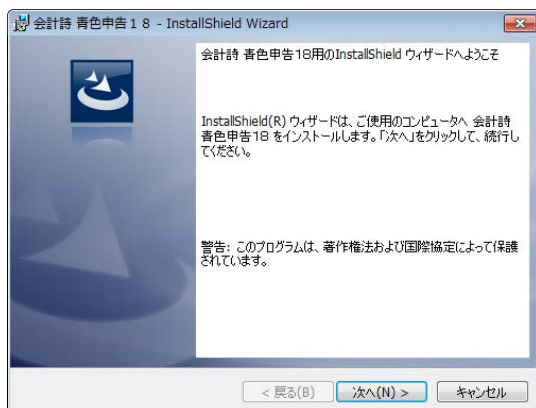 会計詩 青色申告１８ - InstallShield Wizard
会計詩 青色申告18用のInstallShield ウィザードへようこそ
InstallShield(R) ウィザードは、ご使用のコンピュータへ 会計詩
青色申告18 をインストールします。「次へ」をクリックして、続行し
てください。
警告: このプログラムは、著作権法および国際協定によって保護
されています。
< 戻る(B)
次へ(N) >
キャンセル